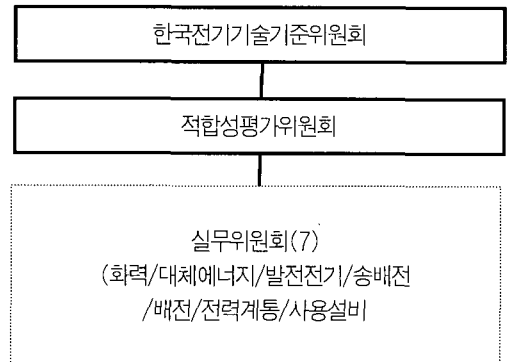 한국전기기술기준위원회
적합성평가위원회
실무위원회(7)
(화력/대체에너지/발전전기/송배전
/배전/전력계통/사용설비